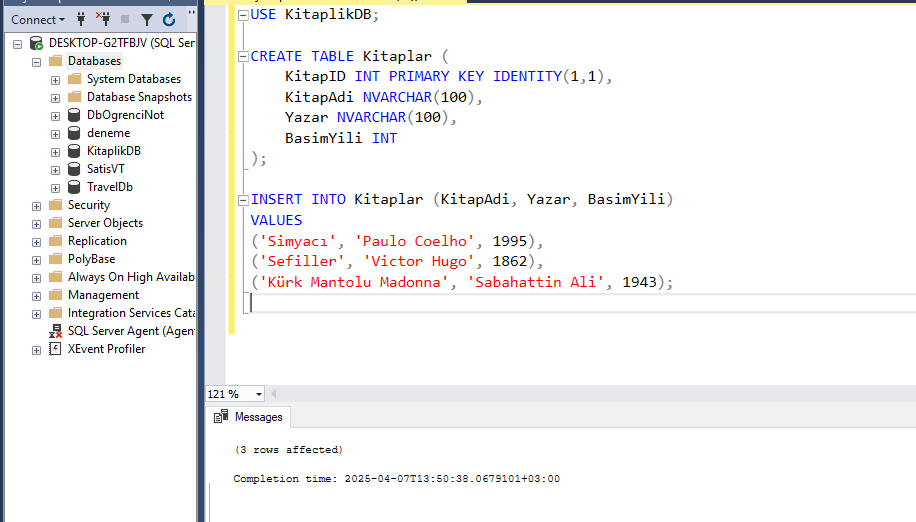 Connect
DESKTOP-G2TFBJV (SQL Ser
Databases
System Databases
Database Snapshots
DbOgrenciNot
deneme
KitaplikDB
SatisVT
TravelDb
Security
Server Objects
Replication
PolyBase
Always On High Availab
Management
Integration Services Cata
SQL Server Agent (Agen
XEvent Profiler
USE KitaplikDB;
CREATE TABLE Kitaplar (
KitapID INT PRIMARY KEY IDENTITY(1,1),
KitapAdi NVARCHAR(100),
Yazar NVARCHAR(100),
BasimYili INT
);
INSERT INTO Kitaplar (KitapAdi, Yazar, BasimYili)
VALUES
('Simyacı', 'Paulo Coelho', 1995),
('Sefiller', 'Victor Hugo', 1862),
('Kürk Mantolu Madonna', 'Sabahattin Ali', 1943);
121 %
Messages
(3 rows affected)
Completion time: 2025-04-07T13:50:38.0679101+03:00